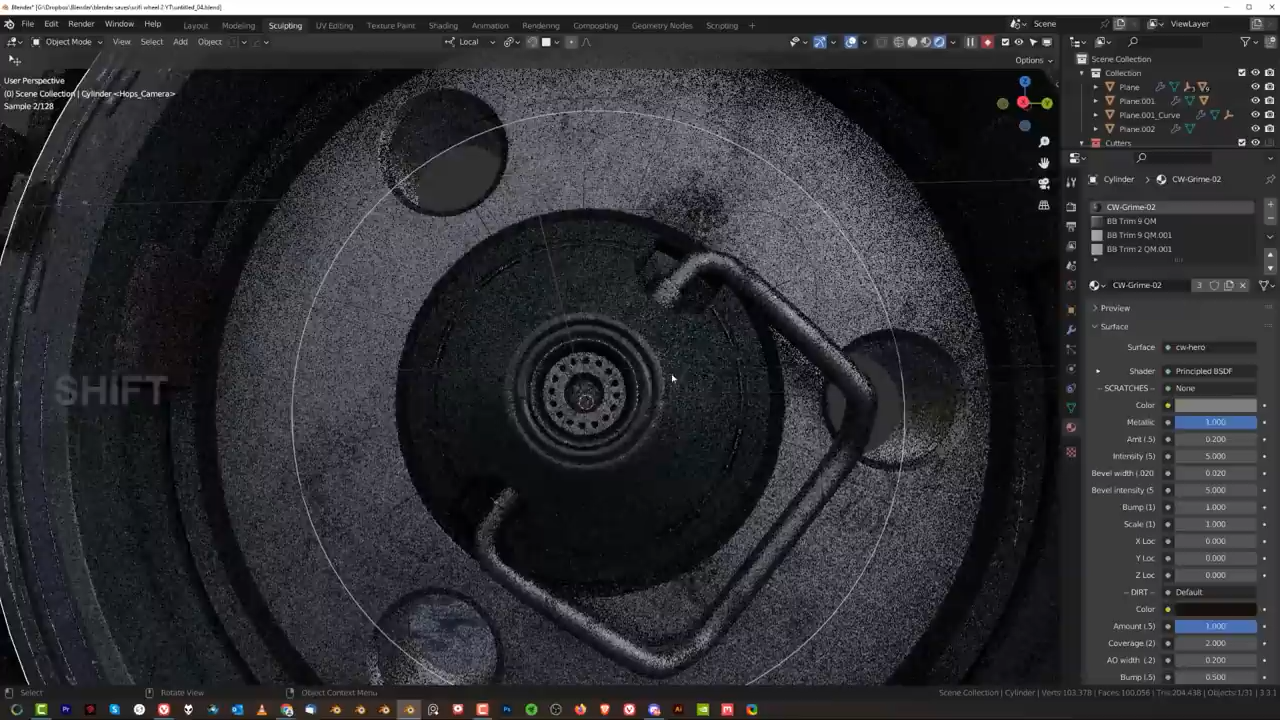 Blender* [G:\Dropbox\blender saves\scifi wheel 2 YT\untitled_04.blend]
File Edit Render Window Help Layout Modeling Sculpting UV Editing Texture Paint Shading Animation Rendering Compositing Geometry Nodes Scripting + Scene ViewLayer
Object Mode View Select Add Object Local
Options
User Perspective
(0) Scene Collection | Cylinder <Hops_Camera>
Sample 2/128
Z
X
Y
SHIFT
Scene Collection
Collection
Plane
Plane.001
Plane.001_Curve
Plane.002
Cutters
Cylinder > CW-Grime-02
CW-Grime-02
BB Trim 9 QM
BB Trim 9 QM.001
BB Trim 2 QM.001
CW-Grime-02 3
Preview
Surface
Surface cw-hero
Shader Principled BSDF
-- SCRATCHES -- None
Color
Metallic 1.000
Amt (.5) 0.200
Intensity (5) 5.000
Bevel width (.020 0.020
Bevel intensity (5 5.000
Bump (1) 1.000
Scale (1) 1.000
X Loc 0.000
Y Loc 0.000
Z Loc 0.000
-- DIRT -- Default
Color
Amount (.5) 1.000
Coverage (2) 2.000
AO width (.2) 0.200
Bump (.5) 0.500
Select Rotate View Object Context Menu Scene Collection | Cylinder | Verts:103,378 | Faces:100,056 | Tris:204,438 | Objects:1/31 | 3.3.1